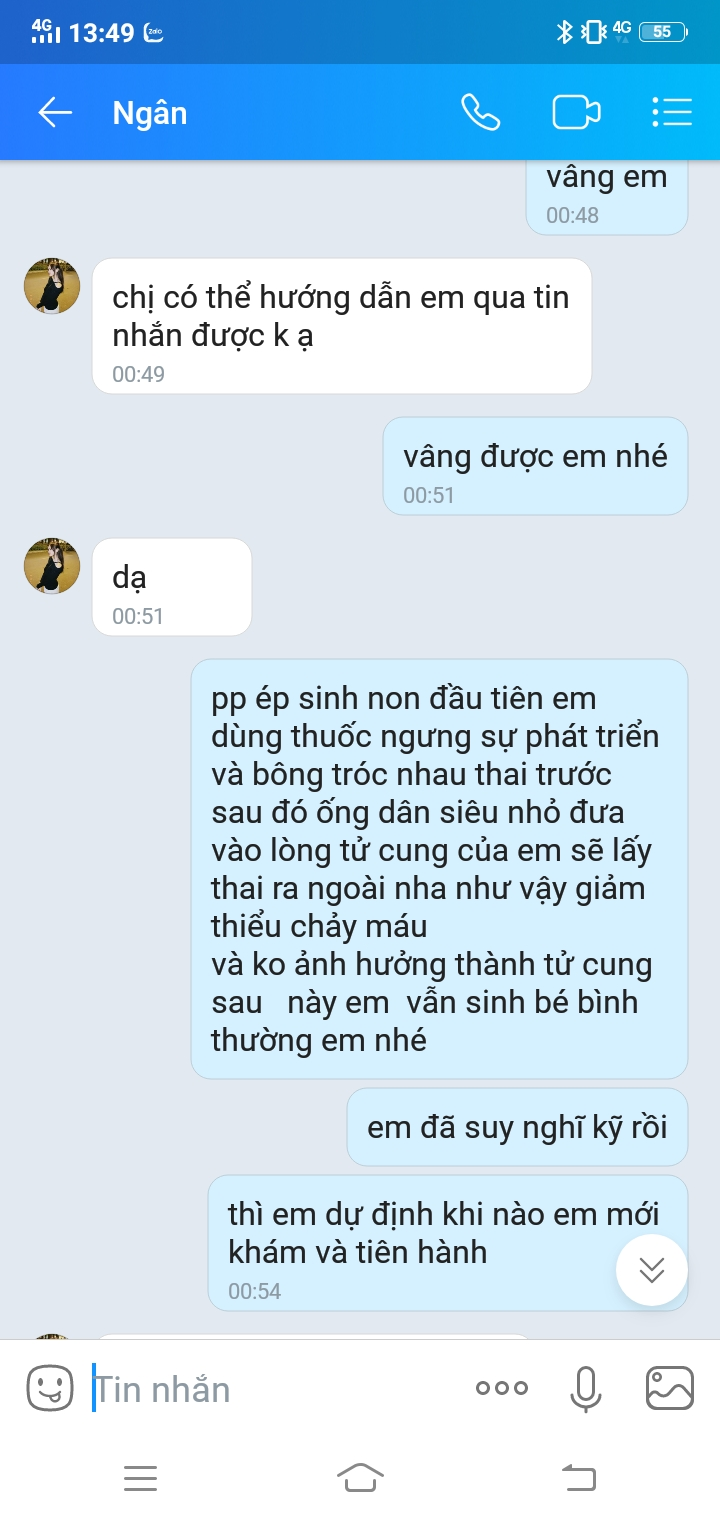 4G 13:49 Zalo 4G 55
Ngân
vâng em
00:48
chị có thể hướng dẫn em qua tin
nhắn được k ạ
00:49
vâng được em nhé
00:51
dạ
00:51
pp ép sinh non đầu tiên em
dùng thuốc ngưng sự phát triển
và bông tróc nhau thai trước
sau đó ống dân siêu nhỏ đưa
vào lòng tử cung của em sẽ lấy
thai ra ngoài nha như vậy giảm
thiểu chảy máu
và ko ảnh hưởng thành tử cung
sau này em vẫn sinh bé bình
thường em nhé
em đã suy nghĩ kỹ rồi
thì em dự định khi nào em mới
khám và tiên hành
00:54
Tin nhắn